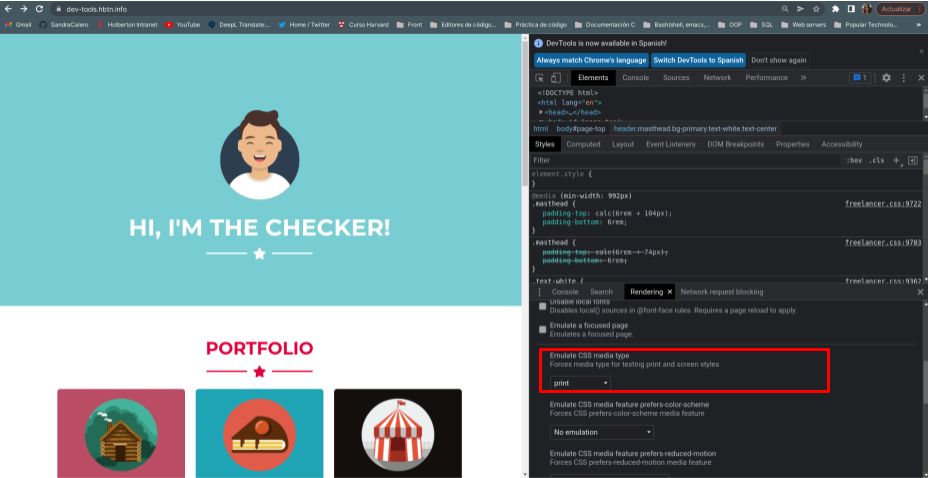 dev-tools.hbtn.info
Actualizar
Gmail
SandraCalero
Holberton Intranet
YouTube
DeepL Translate:...
Home / Twitter
Curso Harvard
Front
Editores de código...
Práctica de código
Documentación C
Bash|shell, emacs,...
OOP
SQL
Web servers
Popular Technolo...
»
HI, I'M THE CHECKER!
PORTFOLIO
DevTools is now available in Spanish!
Always match Chrome's language
Switch DevTools to Spanish
Don't show again
Elements
Console
Sources
Network
Performance
»
1
<!DOCTYPE html>
<html lang="en">
<head>…</head>
html body#page-top header.masthead.bg-primary.text-white.text-center
Styles
Computed
Layout
Event Listeners
DOM Breakpoints
Properties
Accessibility
Filter
:hov .cls +
element.style {
}
@media (min-width: 992px)
.masthead { freelancer.css:9722
padding-top: calc(6rem + 104px);
padding-bottom: 6rem;
}
.masthead { freelancer.css:9703
padding-top: calc(6rem + 74px);
padding-bottom: 6rem;
}
.text-white { freelancer.css:9362
Console
Search
Rendering
Network request blocking
Disable local fonts
Disables local() sources in @font-face rules. Requires a page reload to apply.
Emulate a focused page
Emulates a focused page.
Emulate CSS media type
Forces media type for testing print and screen styles
print
Emulate CSS media feature prefers-color-scheme
Forces CSS prefers-color-scheme media feature
No emulation
Emulate CSS media feature prefers-reduced-motion
Forces CSS prefers-reduced-motion media feature